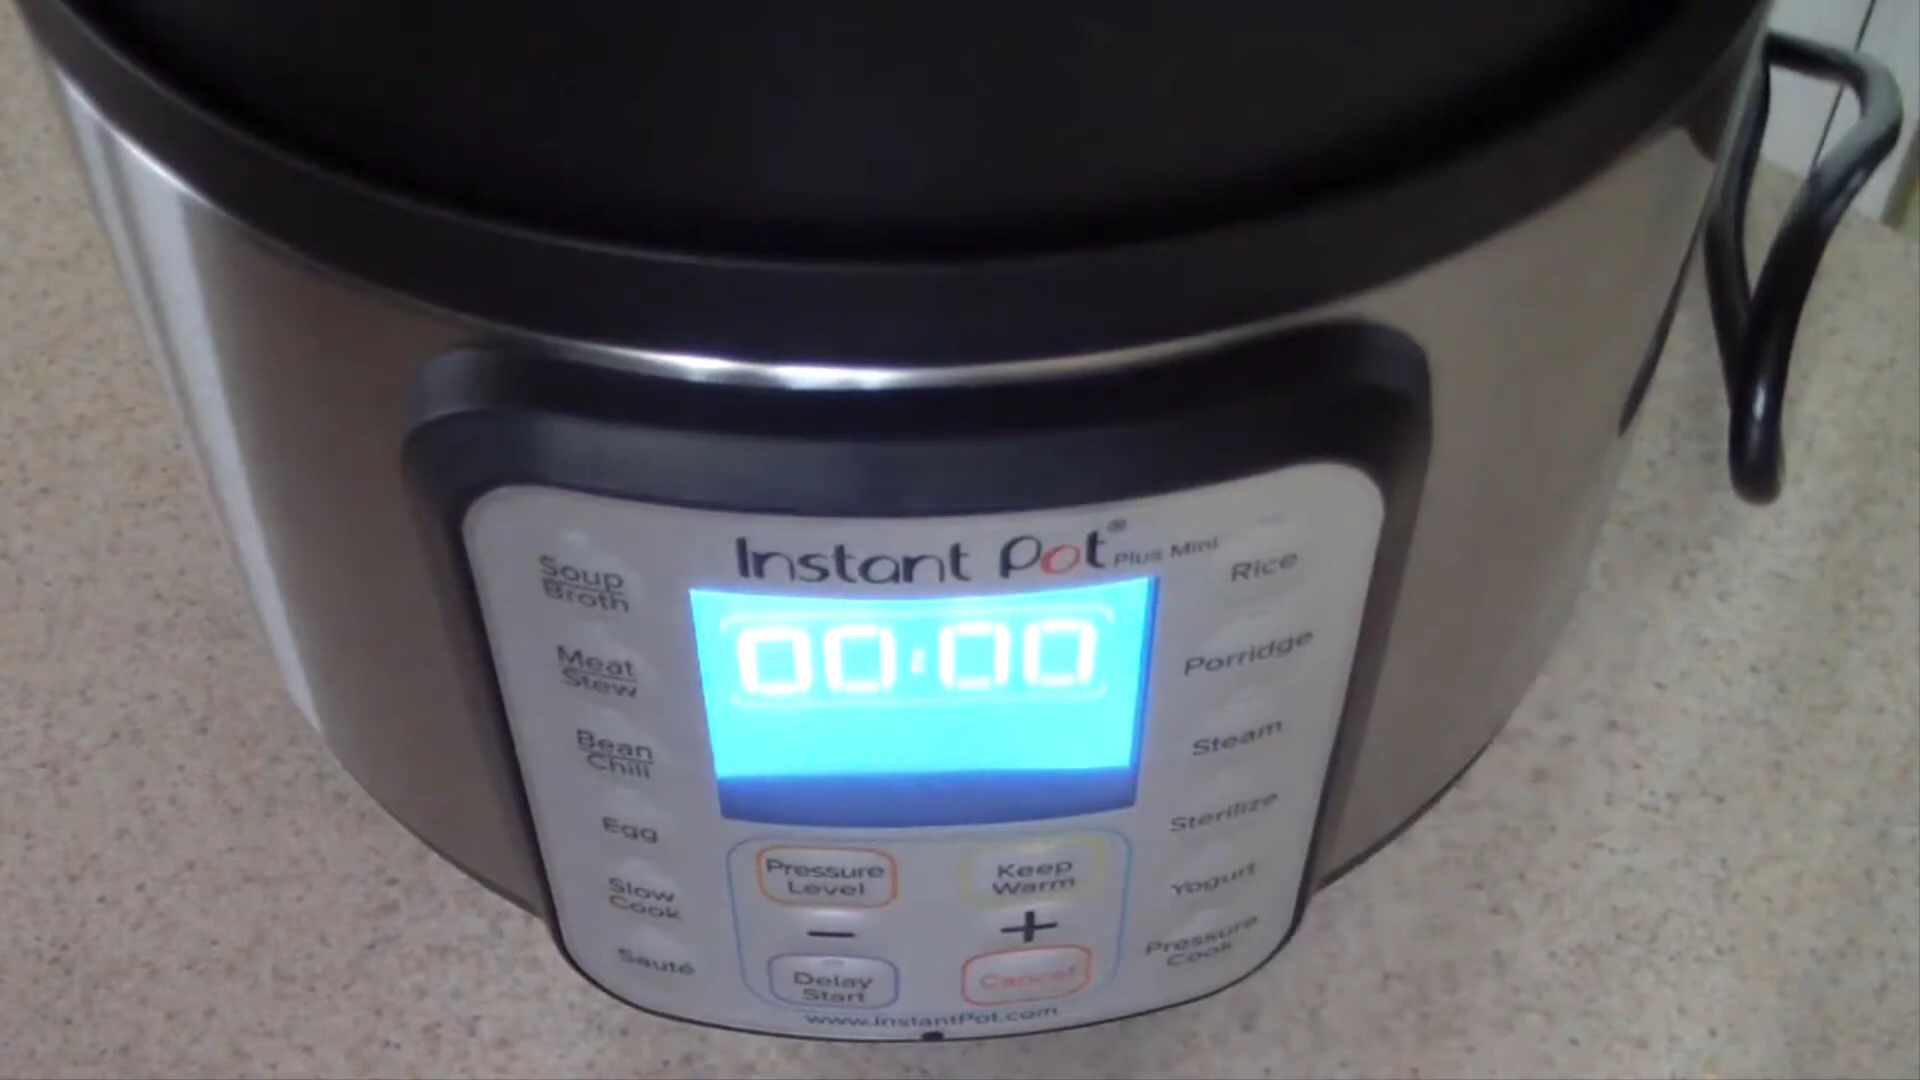 Instant Pot® Plus Mini
00:00
Soup
Broth
Meat
Stew
Bean
Chili
Egg
Slow
Cook
Sauté
Rice
Porridge
Steam
Sterilize
Yogurt
Pressure
Cook
Pressure
Level
Keep
Warm
− +
Delay
Start
Cancel
www.InstantPot.com